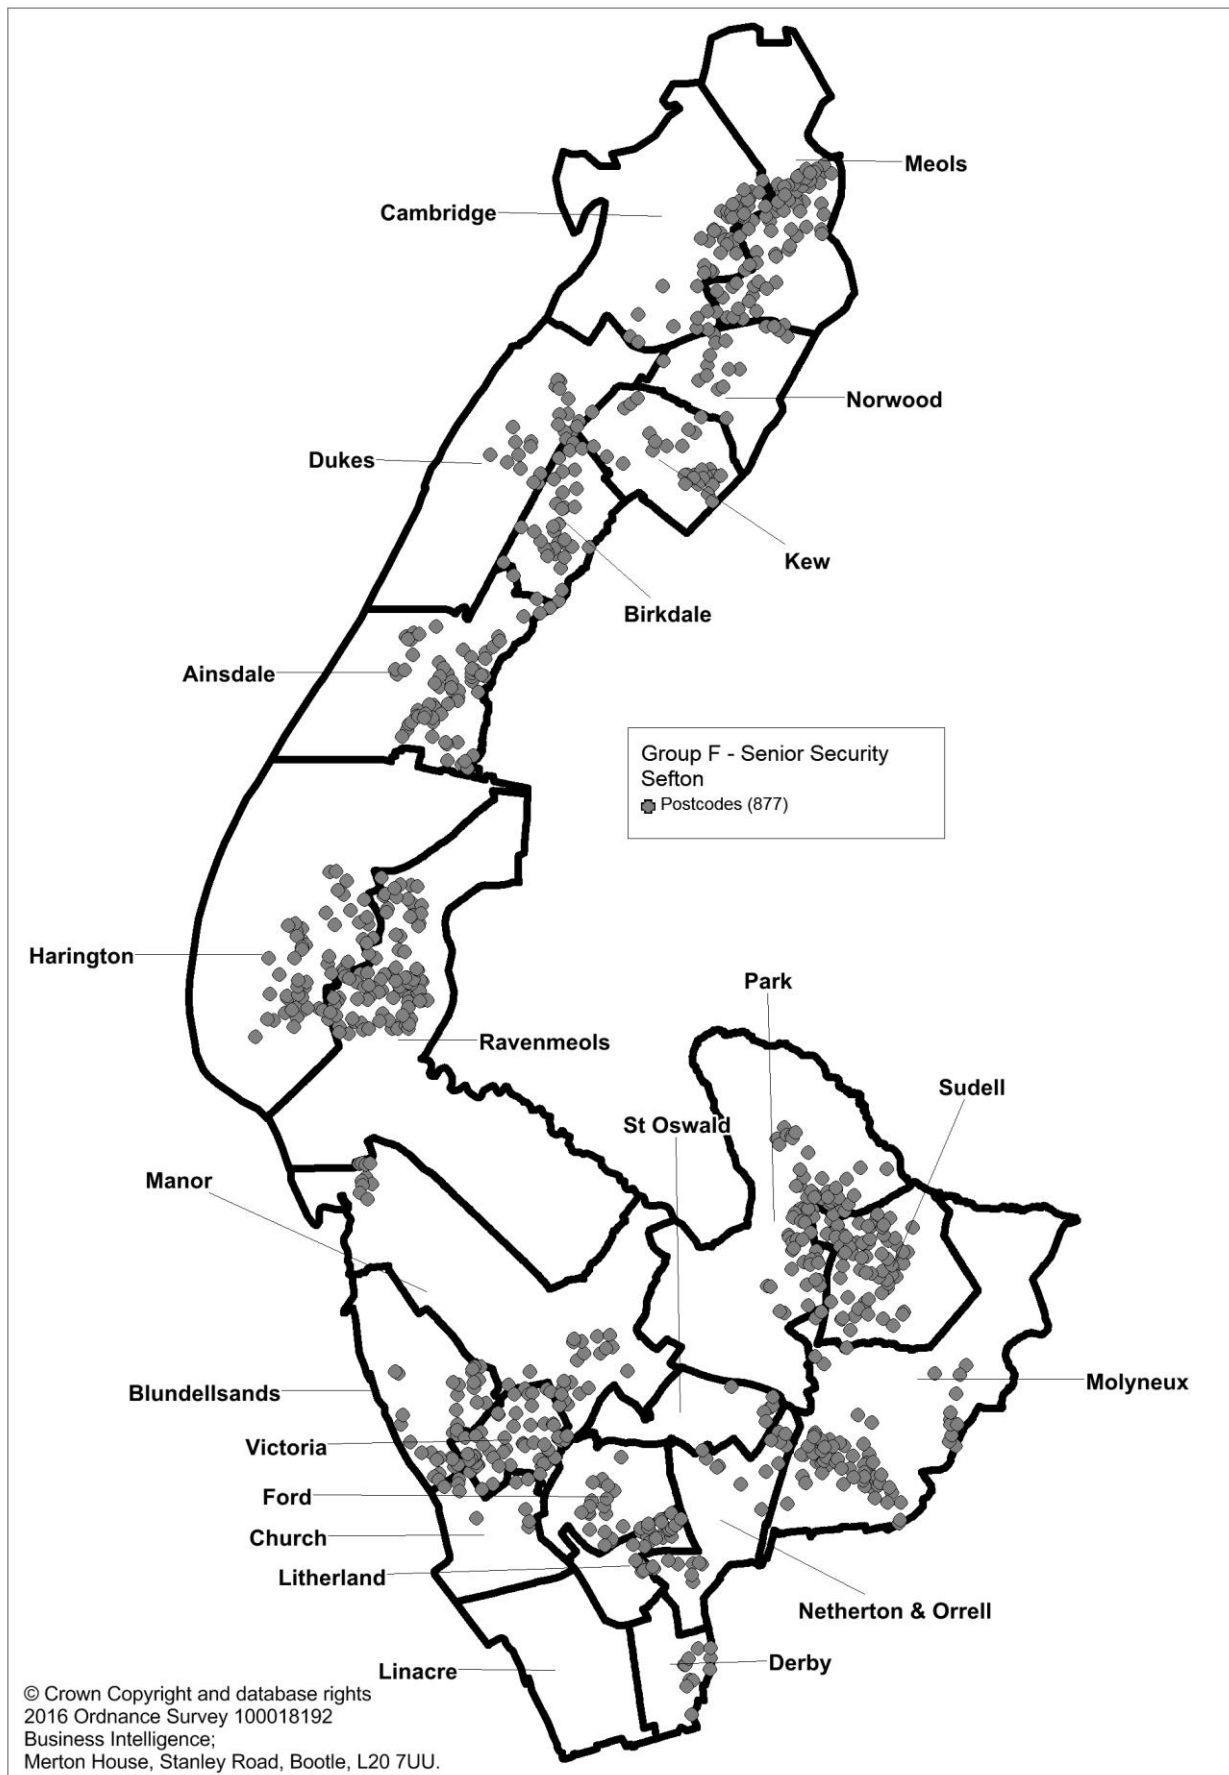 Meols
Cambridge
Norwood
Dukes
Kew
Birkdale
Ainsdale
Group F - Senior Security
Sefton
Postcodes (877)
Harington
Park
Ravenmeols
Sudell
St Oswald
Manor
Molyneux
Blundellsands
Victoria
Ford
Church
Litherland
Netherton & Orrell
Derby
Linacre
© Crown Copyright and database rights
2016 Ordnance Survey 100018192
Business Intelligence;
Merton House, Stanley Road, Bootle, L20 7UU.